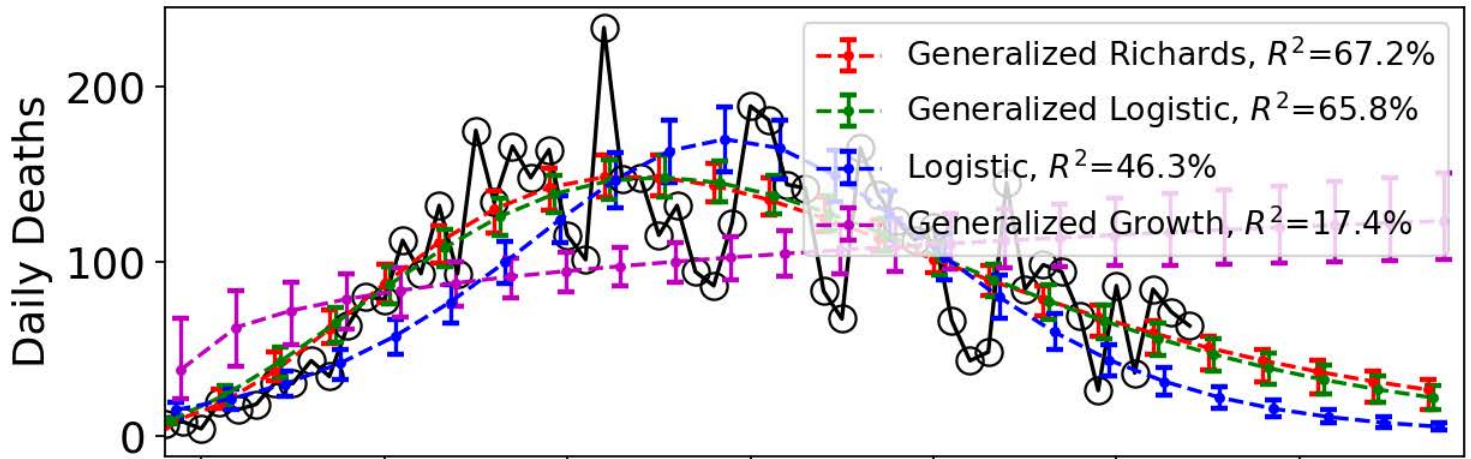 Daily Deaths
200
100
0
Generalized Richards, R²=67.2%
Generalized Logistic, R²=65.8%
Logistic, R²=46.3%
Generalized Growth, R²=17.4%